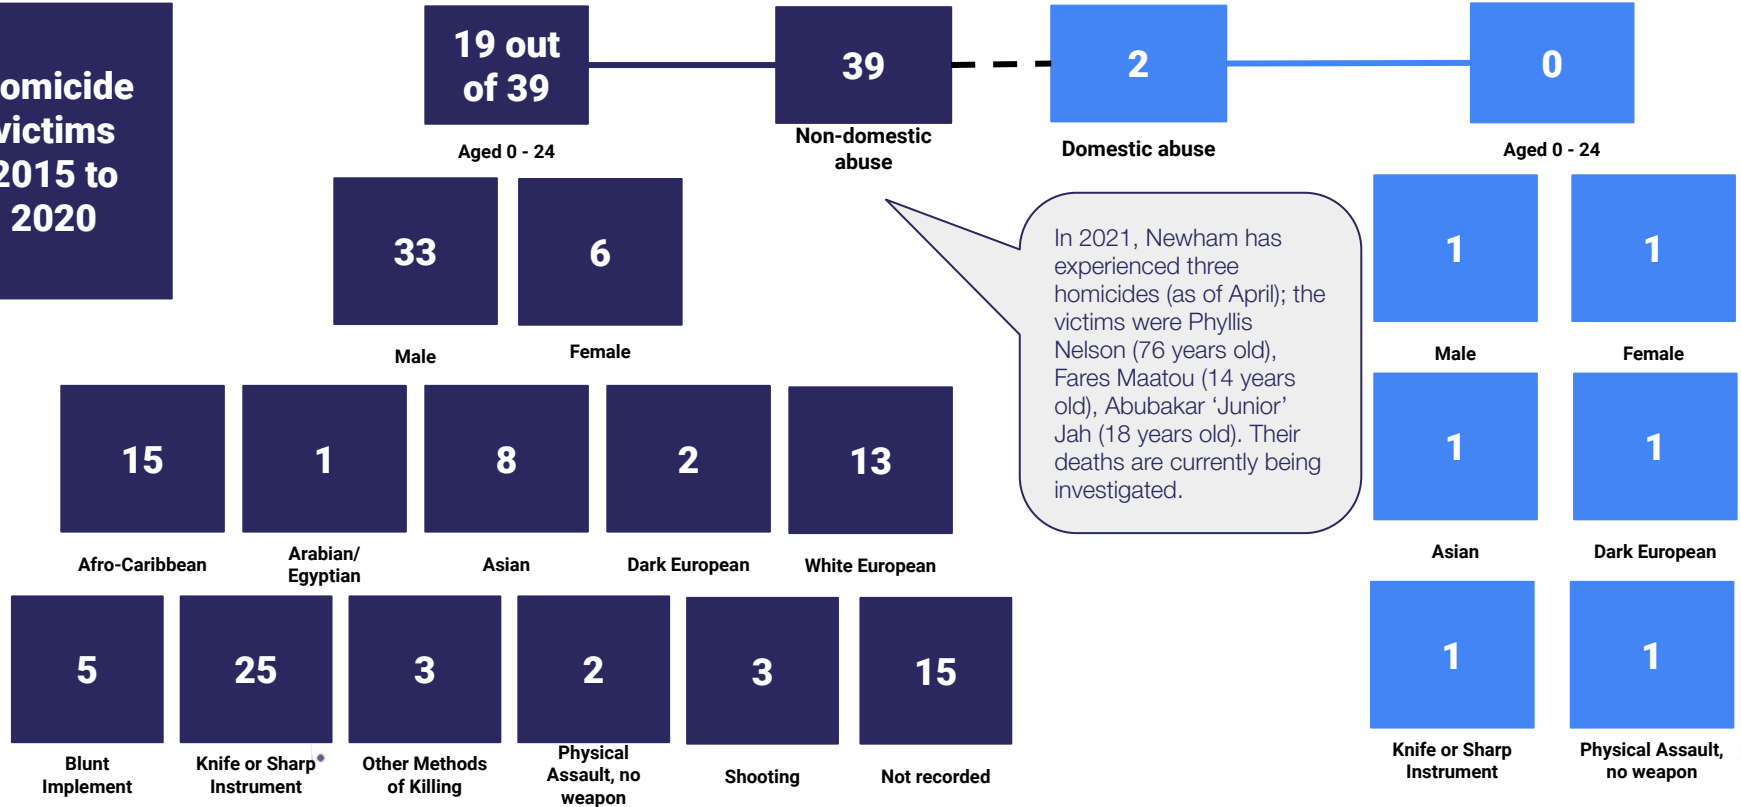 omicide
victims
2015 to
2020
19 out
of 39
Aged 0 - 24
39
Non-domestic
abuse
2
Domestic abuse
0
Aged 0 - 24
33
Male
6
Female
In 2021, Newham has
experienced three
homicides (as of April); the
victims were Phyllis
Nelson (76 years old),
Fares Maatou (14 years
old), Abubakar ‘Junior’
Jah (18 years old). Their
deaths are currently being
investigated.
1
Male
1
Female
15
Afro-Caribbean
1
Arabian/
Egyptian
8
Asian
2
Dark European
13
White European
1
Asian
1
Dark European
5
Blunt
Implement
25
Knife or Sharp
Instrument
3
Other Methods
of Killing
2
Physical
Assault, no
weapon
3
Shooting
15
Not recorded
1
Knife or Sharp
Instrument
1
Physical Assault,
no weapon